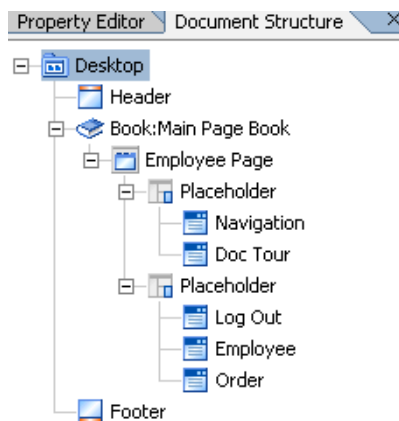 Property Editor Document Structure
Desktop
Header
Book:Main Page Book
Employee Page
Placeholder
Navigation
Doc Tour
Placeholder
Log Out
Employee
Order
Footer